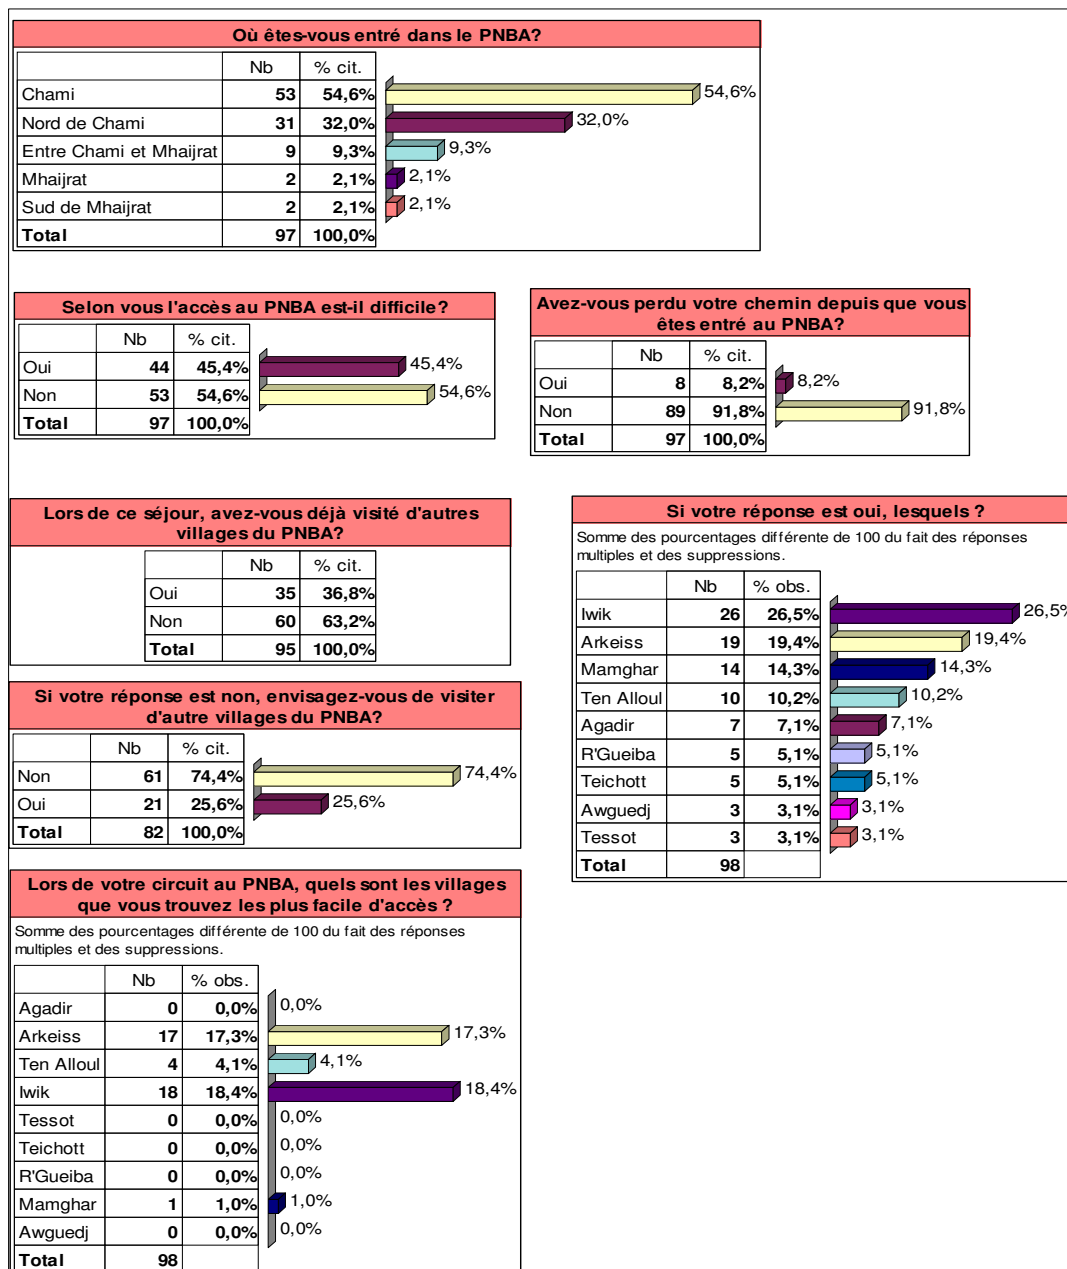 Où êtes-vous entré dans le PNBA?
Nb % cit.
Chami 53 54,6% 54,6%
Nord de Chami 31 32,0% 32,0%
Entre Chami et Mhaijrat 9 9,3% 9,3%
Mhaijrat 2 2,1% 2,1%
Sud de Mhaijrat 2 2,1% 2,1%
Total 97 100,0%
Selon vous l'accès au PNBA est-il difficile?
Nb % cit.
Oui 44 45,4% 45,4%
Non 53 54,6% 54,6%
Total 97 100,0%
Avez-vous perdu votre chemin depuis que vous
êtes entré au PNBA?
Nb % cit.
Oui 8 8,2% 8,2%
Non 89 91,8% 91,8%
Total 97 100,0%
Lors de ce séjour, avez-vous déjà visité d'autres
villages du PNBA?
Nb % cit.
Oui 35 36,8%
Non 60 63,2%
Total 95 100,0%
Si votre réponse est oui, lesquels ?
Somme des pourcentages différente de 100 du fait des réponses
multiples et des suppressions.
Nb % obs.
Iwik 26 26,5% 26,5%
Arkeiss 19 19,4% 19,4%
Mamghar 14 14,3% 14,3%
Ten Alloul 10 10,2% 10,2%
Agadir 7 7,1% 7,1%
R'Gueiba 5 5,1% 5,1%
Teichott 5 5,1% 5,1%
Awguedj 3 3,1% 3,1%
Tessot 3 3,1% 3,1%
Total 98
Si votre réponse est non, envisagez-vous de visiter
d'autre villages du PNBA?
Nb % cit.
Non 61 74,4% 74,4%
Oui 21 25,6% 25,6%
Total 82 100,0%
Lors de votre circuit au PNBA, quels sont les villages
que vous trouvez les plus facile d'accès ?
Somme des pourcentages différente de 100 du fait des réponses
multiples et des suppressions.
Nb % obs.
Agadir 0 0,0% 0,0%
Arkeiss 17 17,3% 17,3%
Ten Alloul 4 4,1% 4,1%
Iwik 18 18,4% 18,4%
Tessot 0 0,0% 0,0%
Teichott 0 0,0% 0,0%
R'Gueiba 0 0,0% 0,0%
Mamghar 1 1,0% 1,0%
Awguedj 0 0,0% 0,0%
Total 98